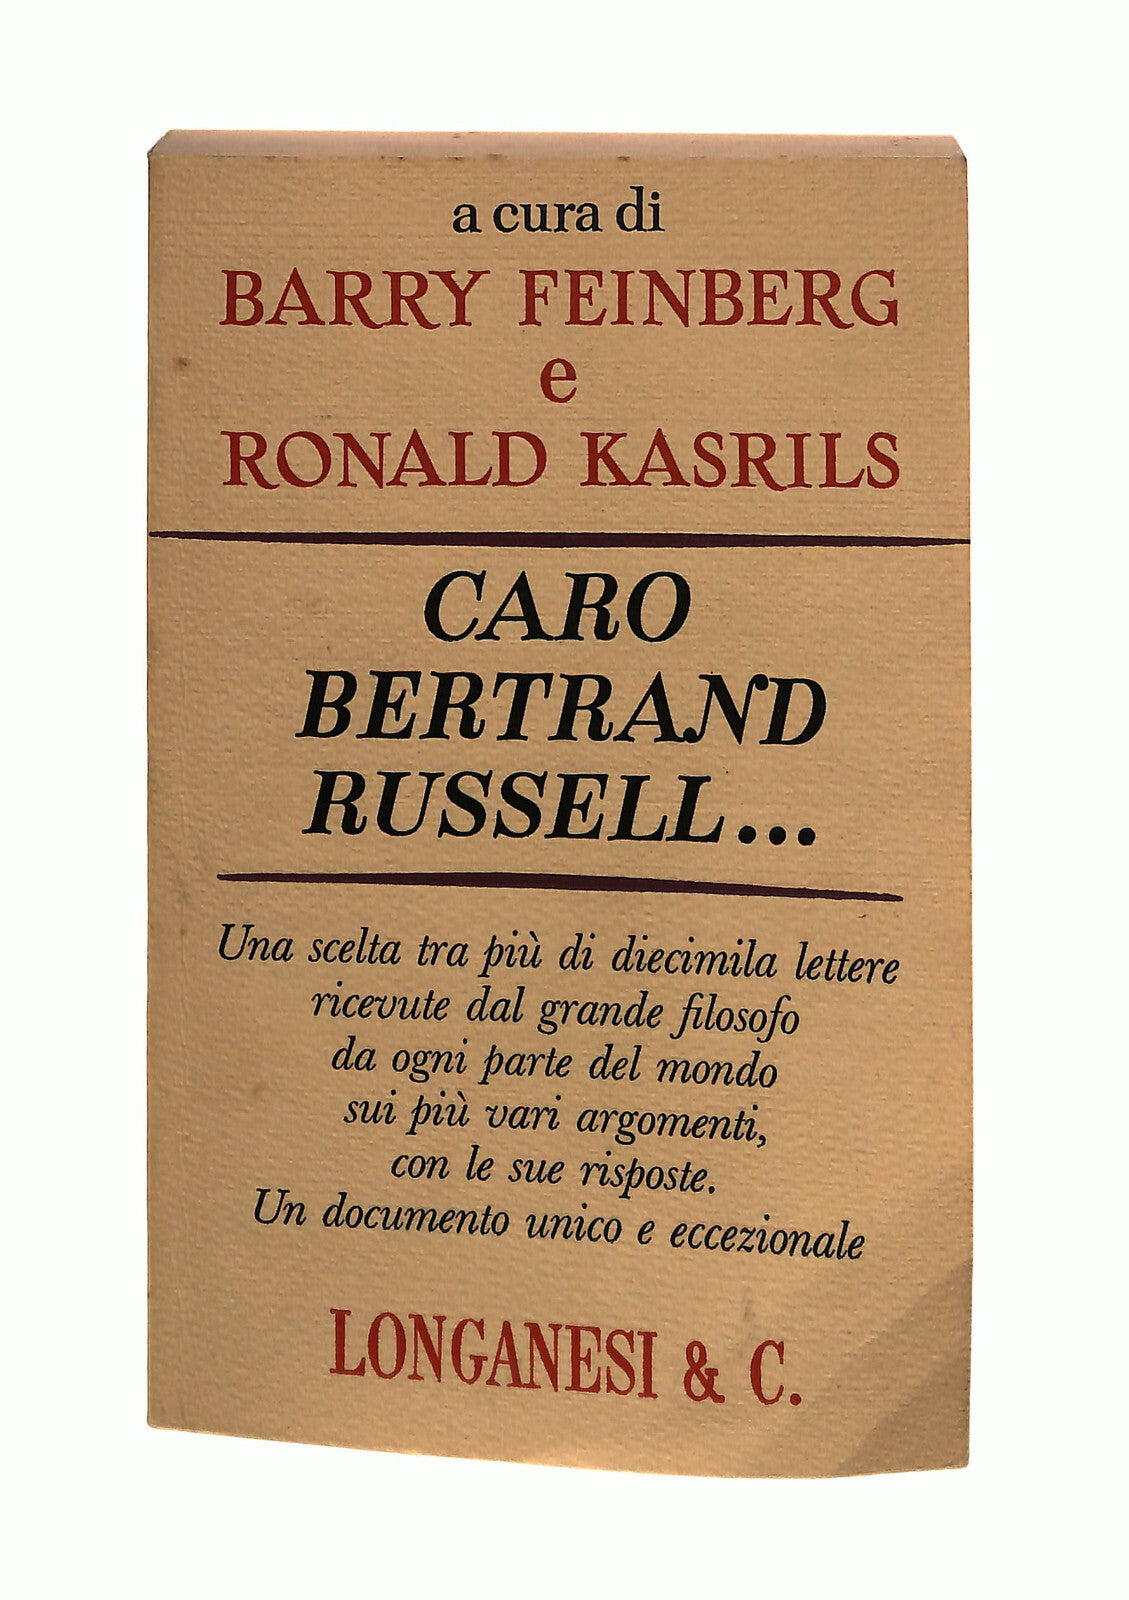 a cura di
BARRY FEINBERG
e
RONALD KASRILS
CARO
BERTRAND
RUSSELL...
Una scelta tra più di diecimila lettere
ricevute dal grande filosofo
da ogni parte del mondo
sui più vari argomenti,
con le sue risposte.
Un documento unico e eccezionale
LONGANESI & C.